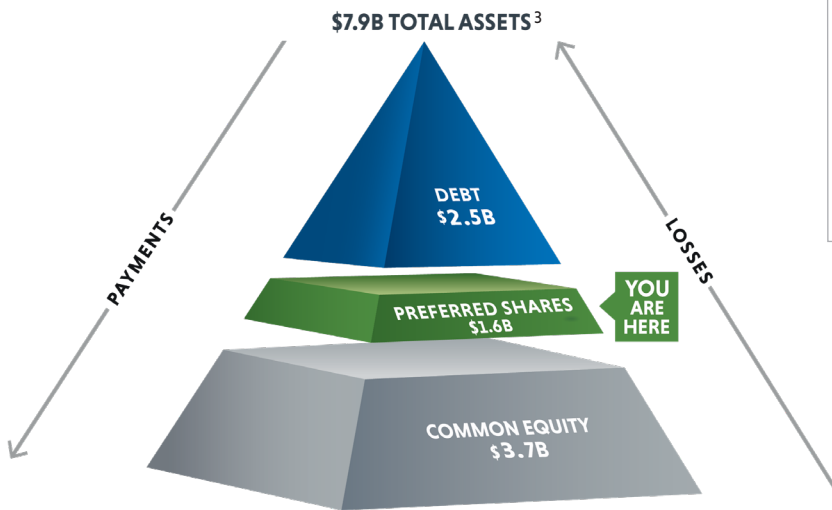 $7.9B TOTAL ASSETS³
PAYMENTS
LOSSES
DEBT
$2.5B
PREFERRED SHARES
$1.6B
YOU
ARE
HERE
COMMON EQUITY
$3.7B